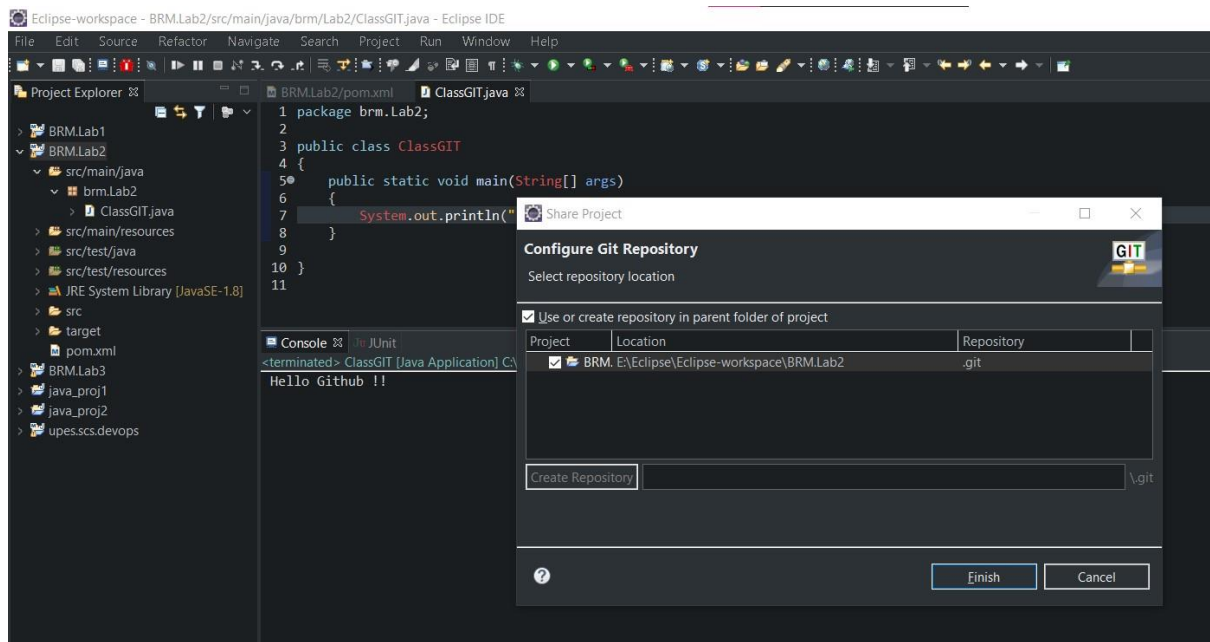 Eclipse-workspace - BRM.Lab2/src/main/java/brm/Lab2/ClassGIT.java - Eclipse IDE
File Edit Source Refactor Navigate Search Project Run Window Help
Project Explorer
BRM.Lab1
BRM.Lab2
src/main/java
brm.Lab2
ClassGIT.java
src/main/resources
src/test/java
src/test/resources
JRE System Library [JavaSE-1.8]
src
target
pom.xml
BRM.Lab3
java_proj1
java_proj2
upes.scs.devops
BRM.Lab2/pom.xml ClassGIT.java
1 package brm.Lab2;
2
3 public class ClassGIT
4 {
5 public static void main(String[] args)
6 {
7 System.out.println("
8 }
9
10 }
11
Console JUnit
<terminated> ClassGIT [Java Application] C:\
Hello Github !!
Share Project
Configure Git Repository
GIT
Select repository location
Use or create repository in parent folder of project
Project Location Repository
BRM. E:\Eclipse\Eclipse-workspace\BRM.Lab2 .git
Create Repository \.git
Finish Cancel